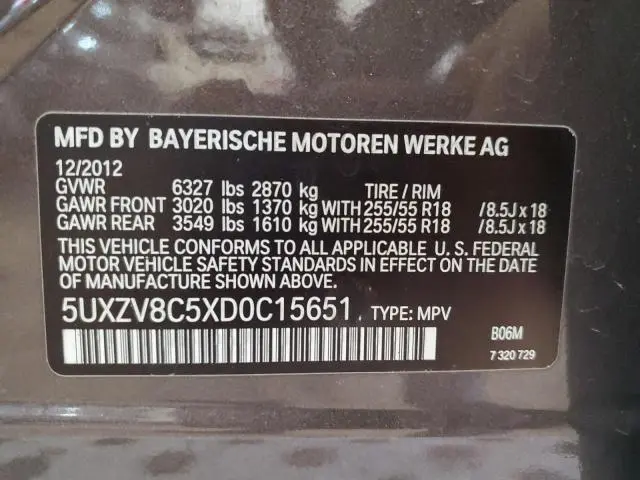 MFD BY BAYERISCHE MOTOREN WERKE AG
12/2012
GVWR 6327 lbs 2870 kg TIRE / RIM
GAWR FRONT 3020 lbs 1370 kg WITH 255/55 R18 /8.5J x 18
GAWR REAR 3549 lbs 1610 kg WITH 255/55 R18 /8.5J x 18
THIS VEHICLE CONFORMS TO ALL APPLICABLE U. S. FEDERAL
MOTOR VEHICLE SAFETY STANDARDS IN EFFECT ON THE DATE
OF MANUFACTURE SHOWN ABOVE.
5UXZV8C5XD0C15651 TYPE: MPV
B06M
7 320 729